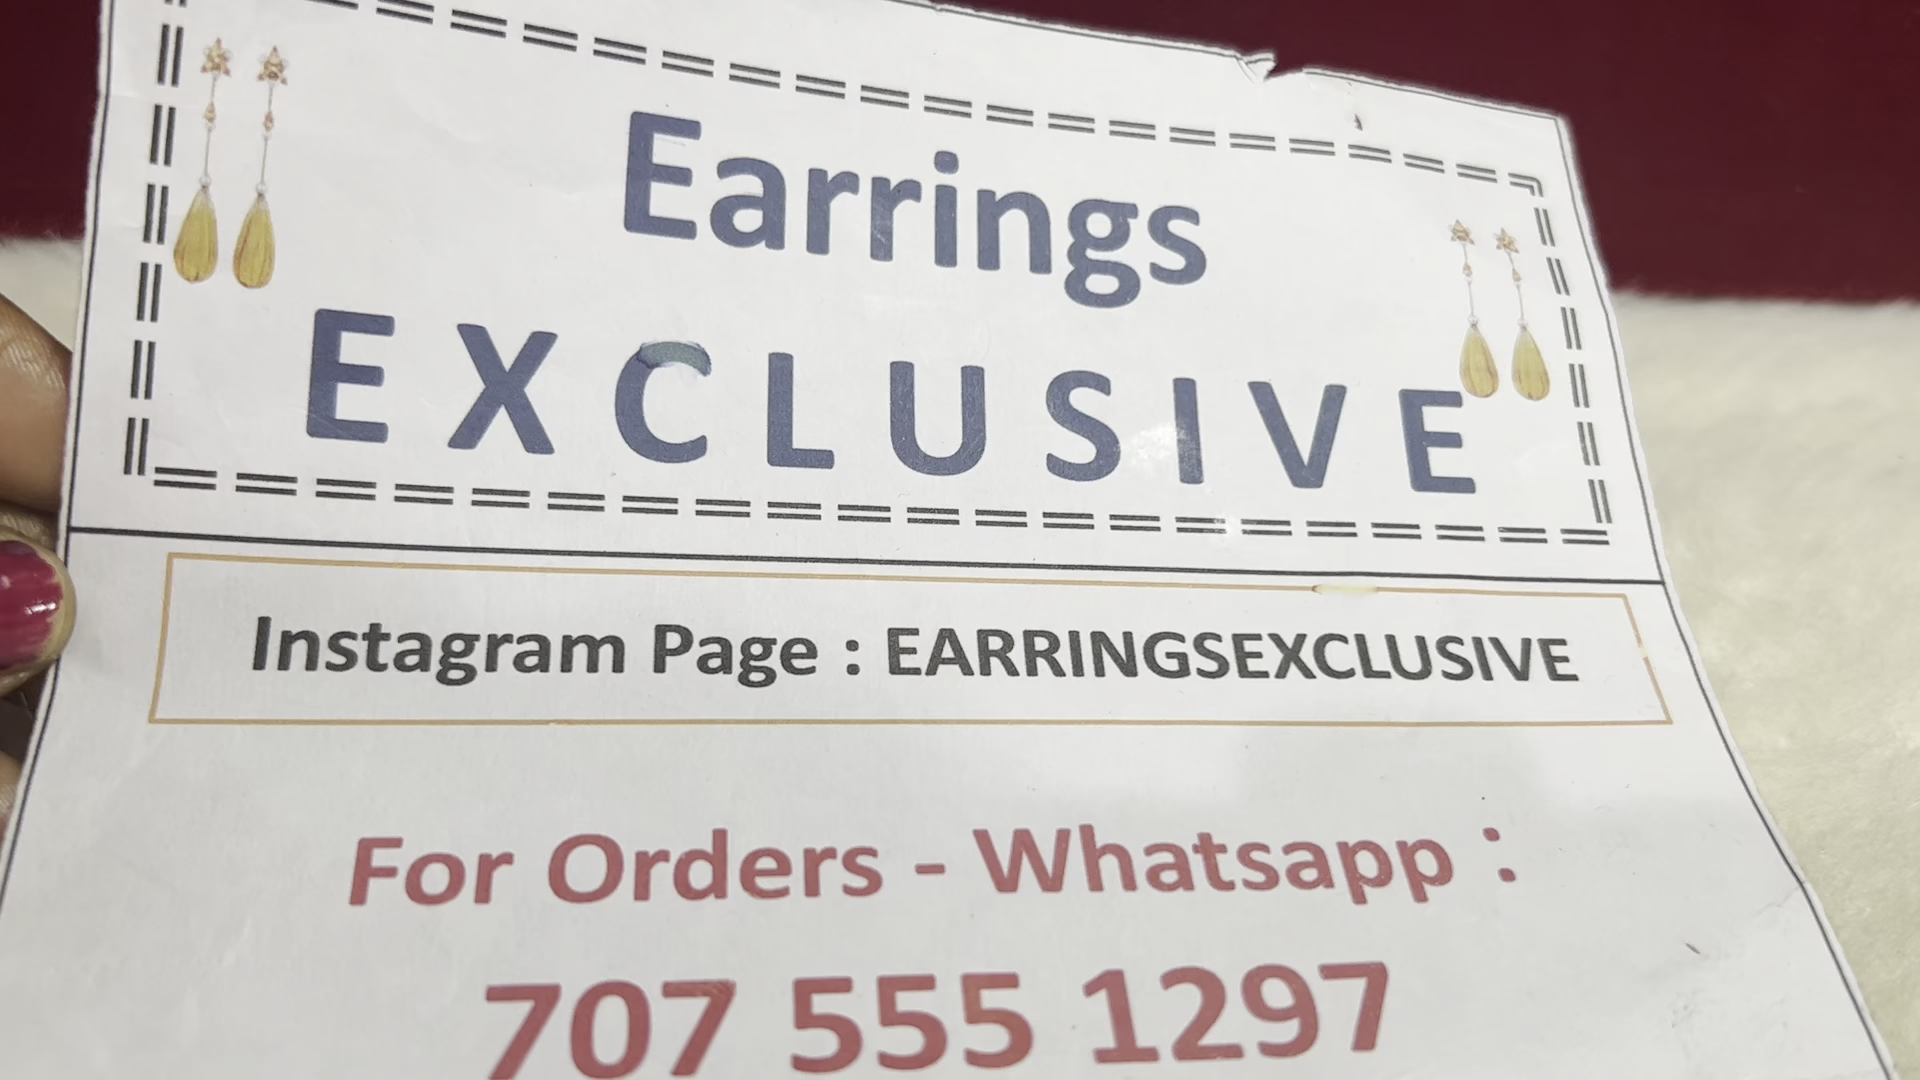 Earrings
EXCLUSIVE
Instagram Page : EARRINGSEXCLUSIVE
For Orders - Whatsapp :
707 555 1297